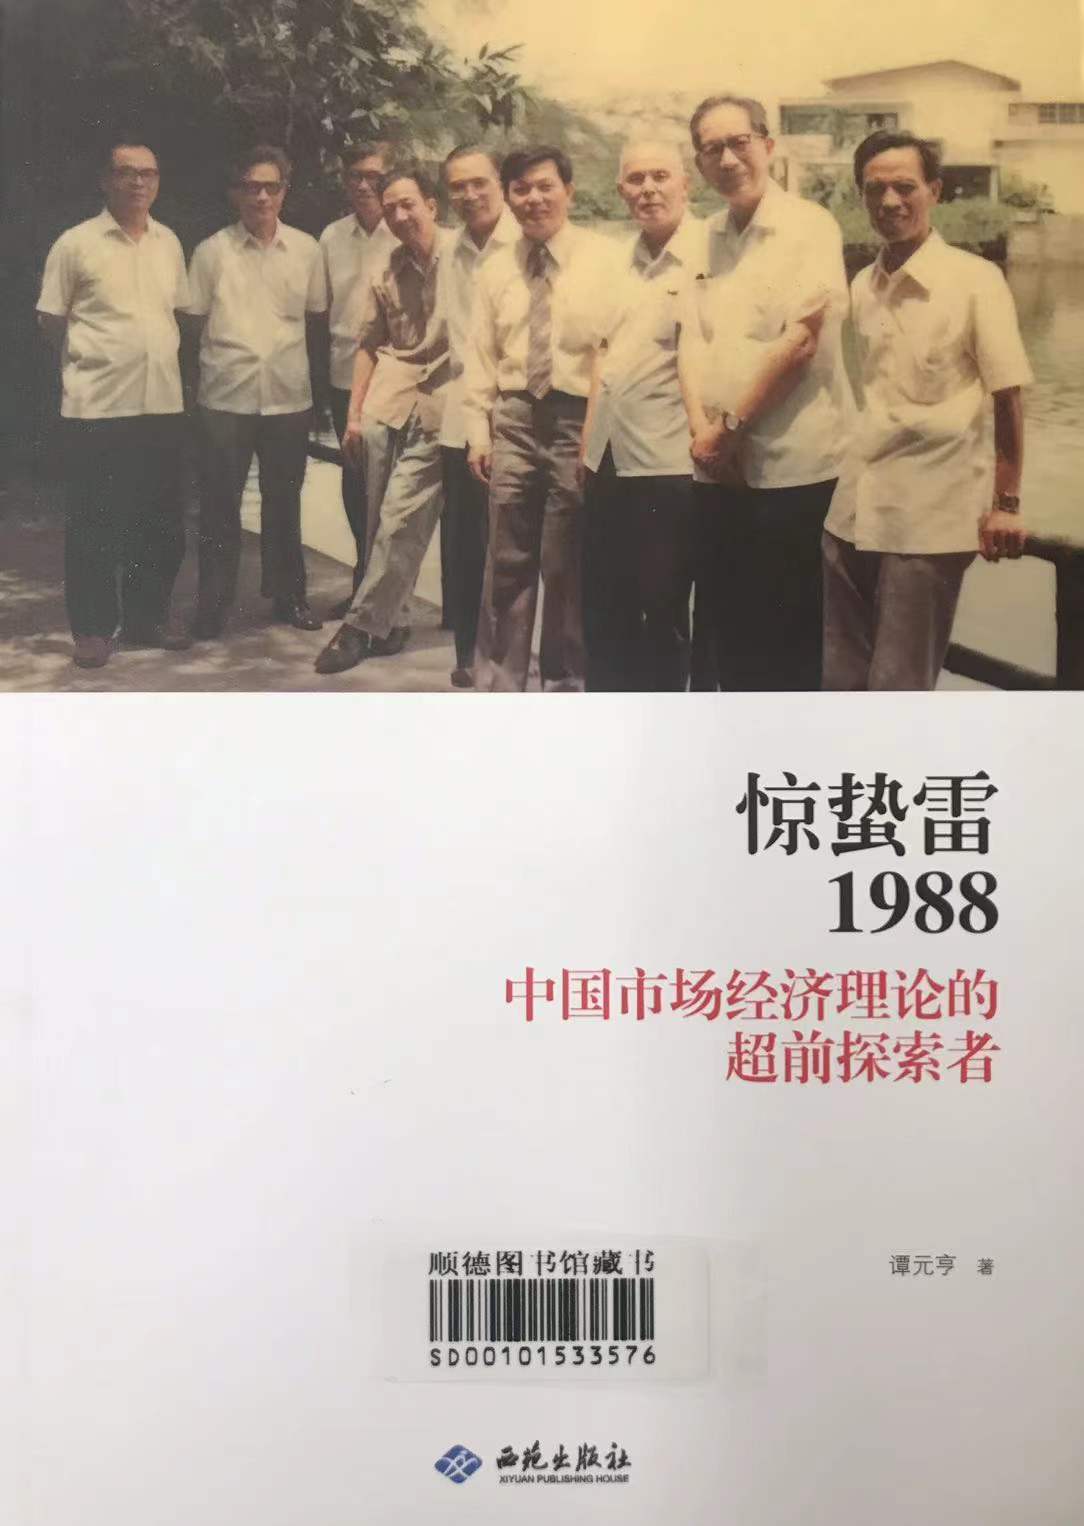 惊蛰雷
1988
中国市场经济理论的
超前探索者
谭元亨 著
顺德图书馆藏书
SD00101533576
西苑出版社
XIYUAN PUBLISHING HOUSE